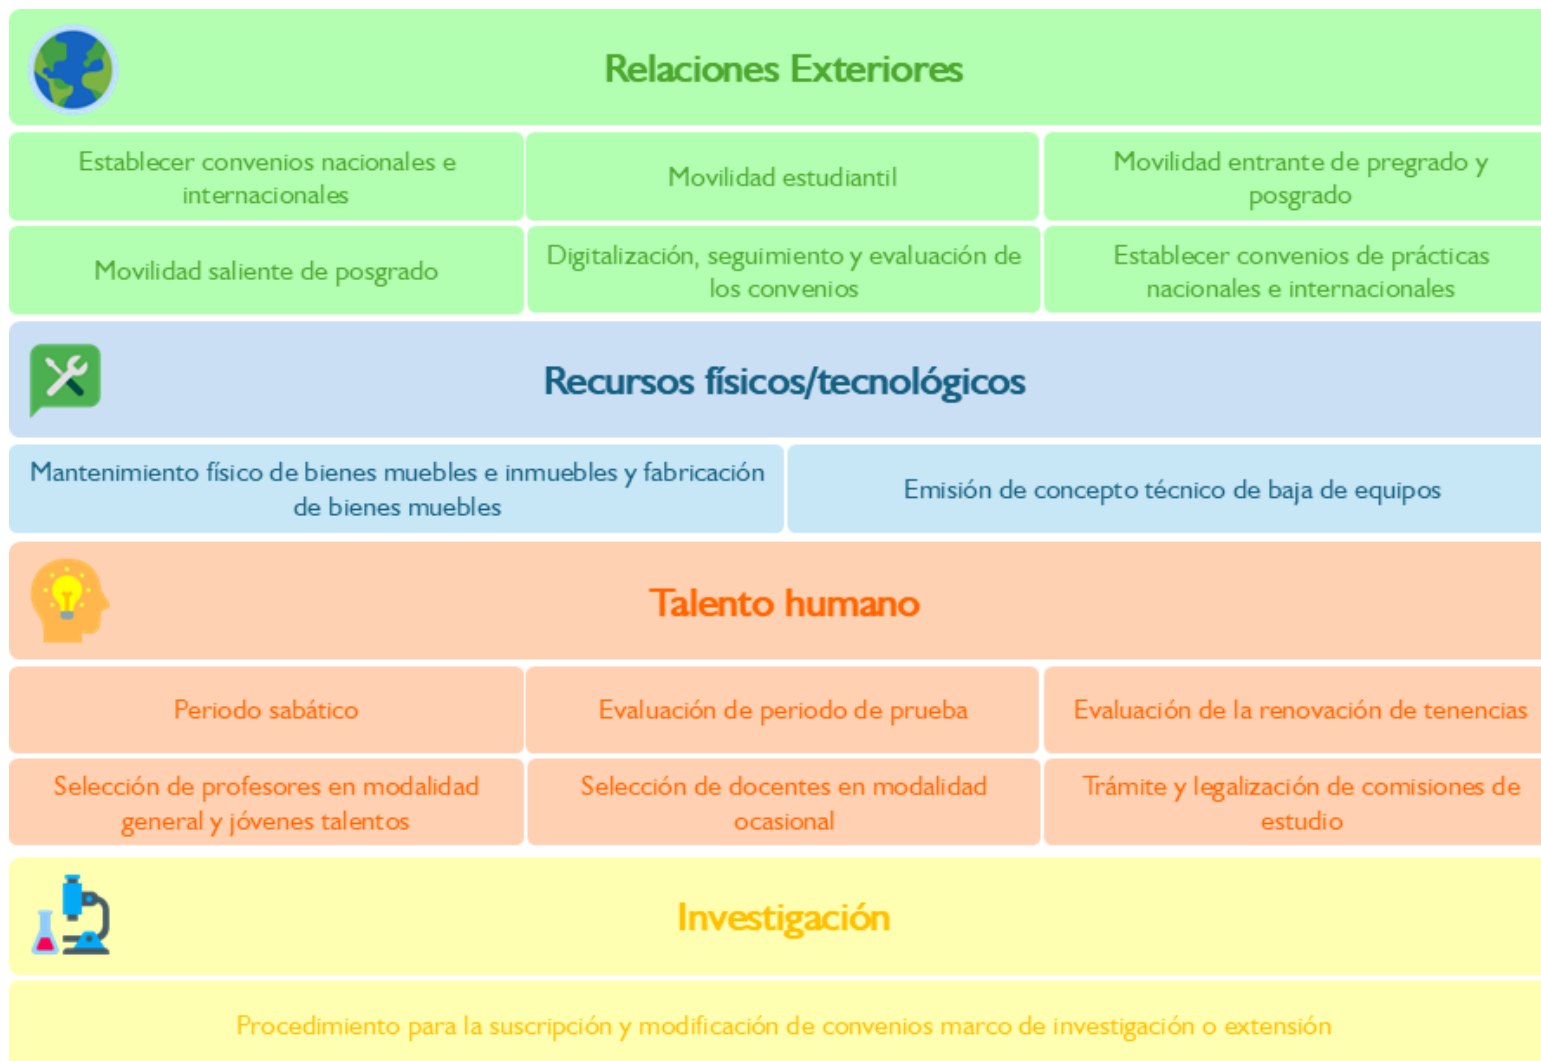 Relaciones Exteriores
Establecer convenios nacionales e
internacionales
Movilidad estudiantil
Movilidad entrante de pregrado y
posgrado
Movilidad saliente de posgrado
Digitalización, seguimiento y evaluación de
los convenios
Establecer convenios de prácticas
nacionales e internacionales
Recursos físicos/tecnológicos
Mantenimiento físico de bienes muebles e inmuebles y fabricación
de bienes muebles
Emisión de concepto técnico de baja de equipos
Talento humano
Periodo sabático
Evaluación de periodo de prueba
Evaluación de la renovación de tenencias
Selección de profesores en modalidad
general y jóvenes talentos
Selección de docentes en modalidad
ocasional
Trámite y legalización de comisiones de
estudio
Investigación
Procedimiento para la suscripción y modificación de convenios marco de investigación o extensión